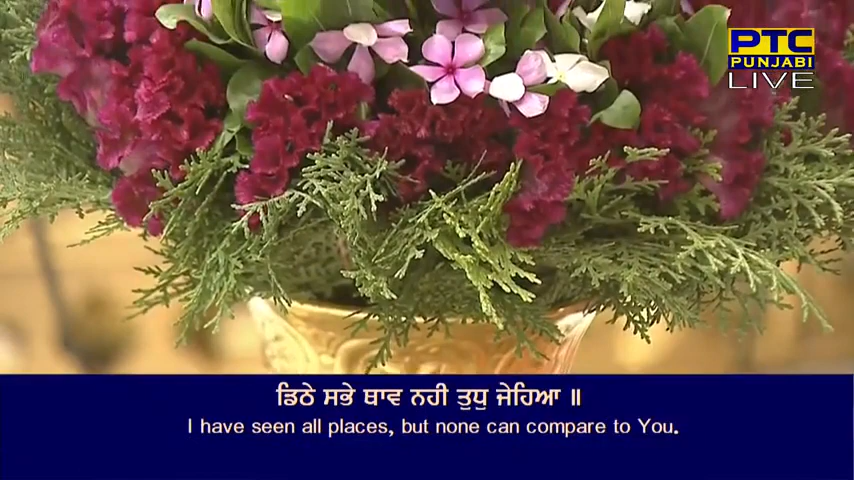 PTC
PUNJABI
LIVE
ਡਿਠੇ ਸਭੇ ਥਾਵ ਨਹੀ ਤੁਧੁ ਜੇਹਿਆ ॥
I have seen all places, but none can compare to You.